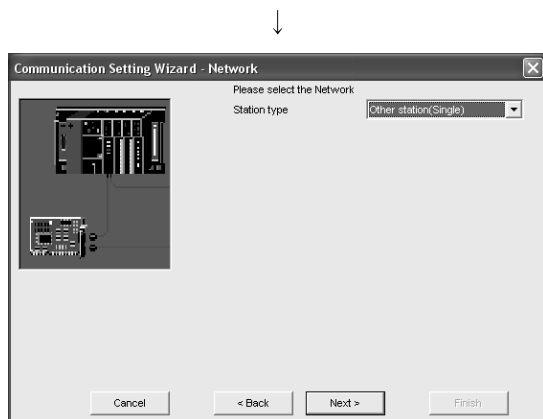 Communication Setting Wizard - Network
Please select the Network
Station type Other station(Single)
Cancel < Back Next > Finish